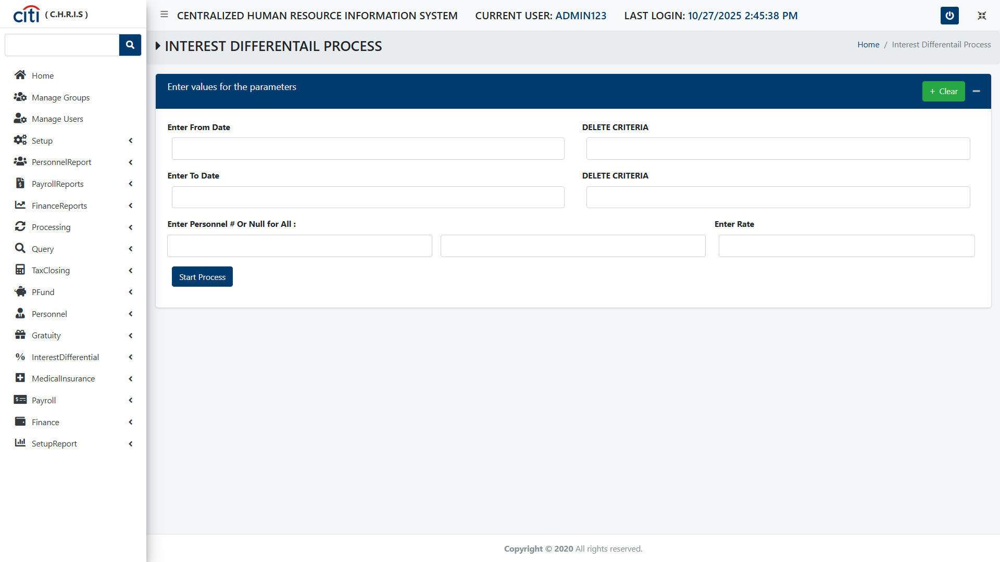 citi ( C.H.R.I.S )
CENTRALIZED HUMAN RESOURCE INFORMATION SYSTEM CURRENT USER: ADMIN123 LAST LOGIN: 10/27/2025 2:45:38 PM
Home
Manage Groups
Manage Users
Setup
PersonnelReport
PayrollReports
FinanceReports
Processing
Query
TaxClosing
PFund
Personnel
Gratuity
% InterestDifferential
MedicalInsurance
Payroll
Finance
SetupReport
INTEREST DIFFERENTAIL PROCESS
Home / Interest Differentail Process
Enter values for the parameters
+ Clear
Enter From Date
DELETE CRITERIA
Enter To Date
DELETE CRITERIA
Enter Personnel # Or Null for All :
Enter Rate
Start Process
Copyright © 2020 All rights reserved.